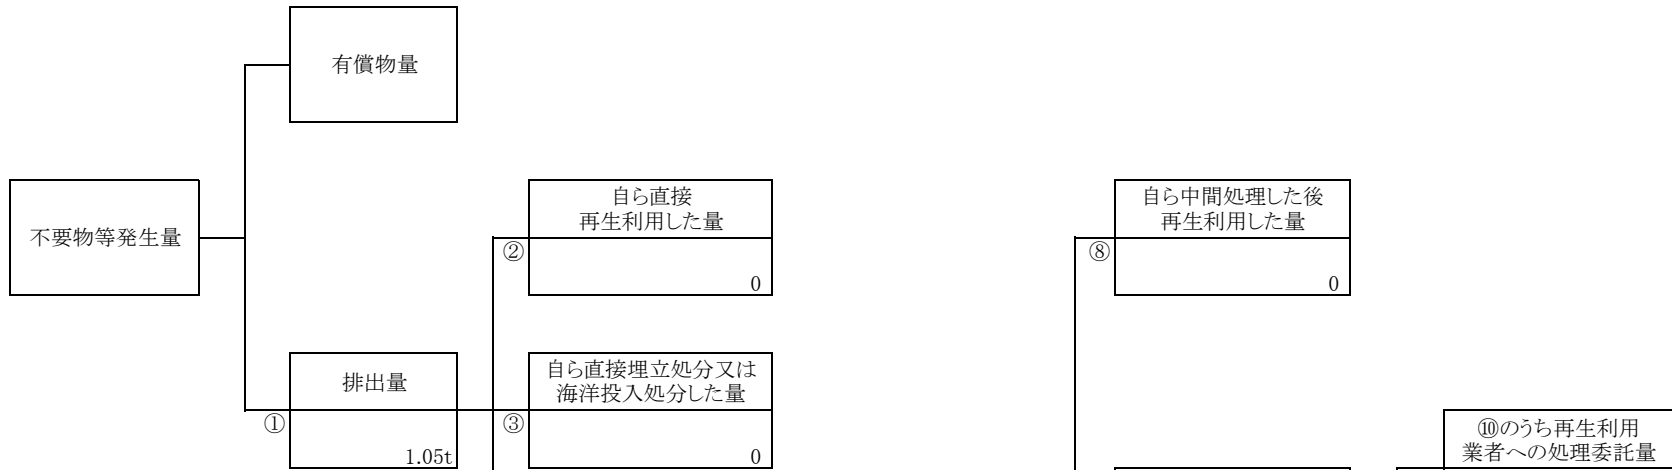 有償物量
不要物等発生量
自ら直接
再生利用した量
②
0
自ら中間処理した後
再生利用した量
⑧
0
排出量
①
1.05t
自ら直接埋立処分又は
海洋投入処分した量
③
0
⑩のうち再生利用
業者への処理委託量